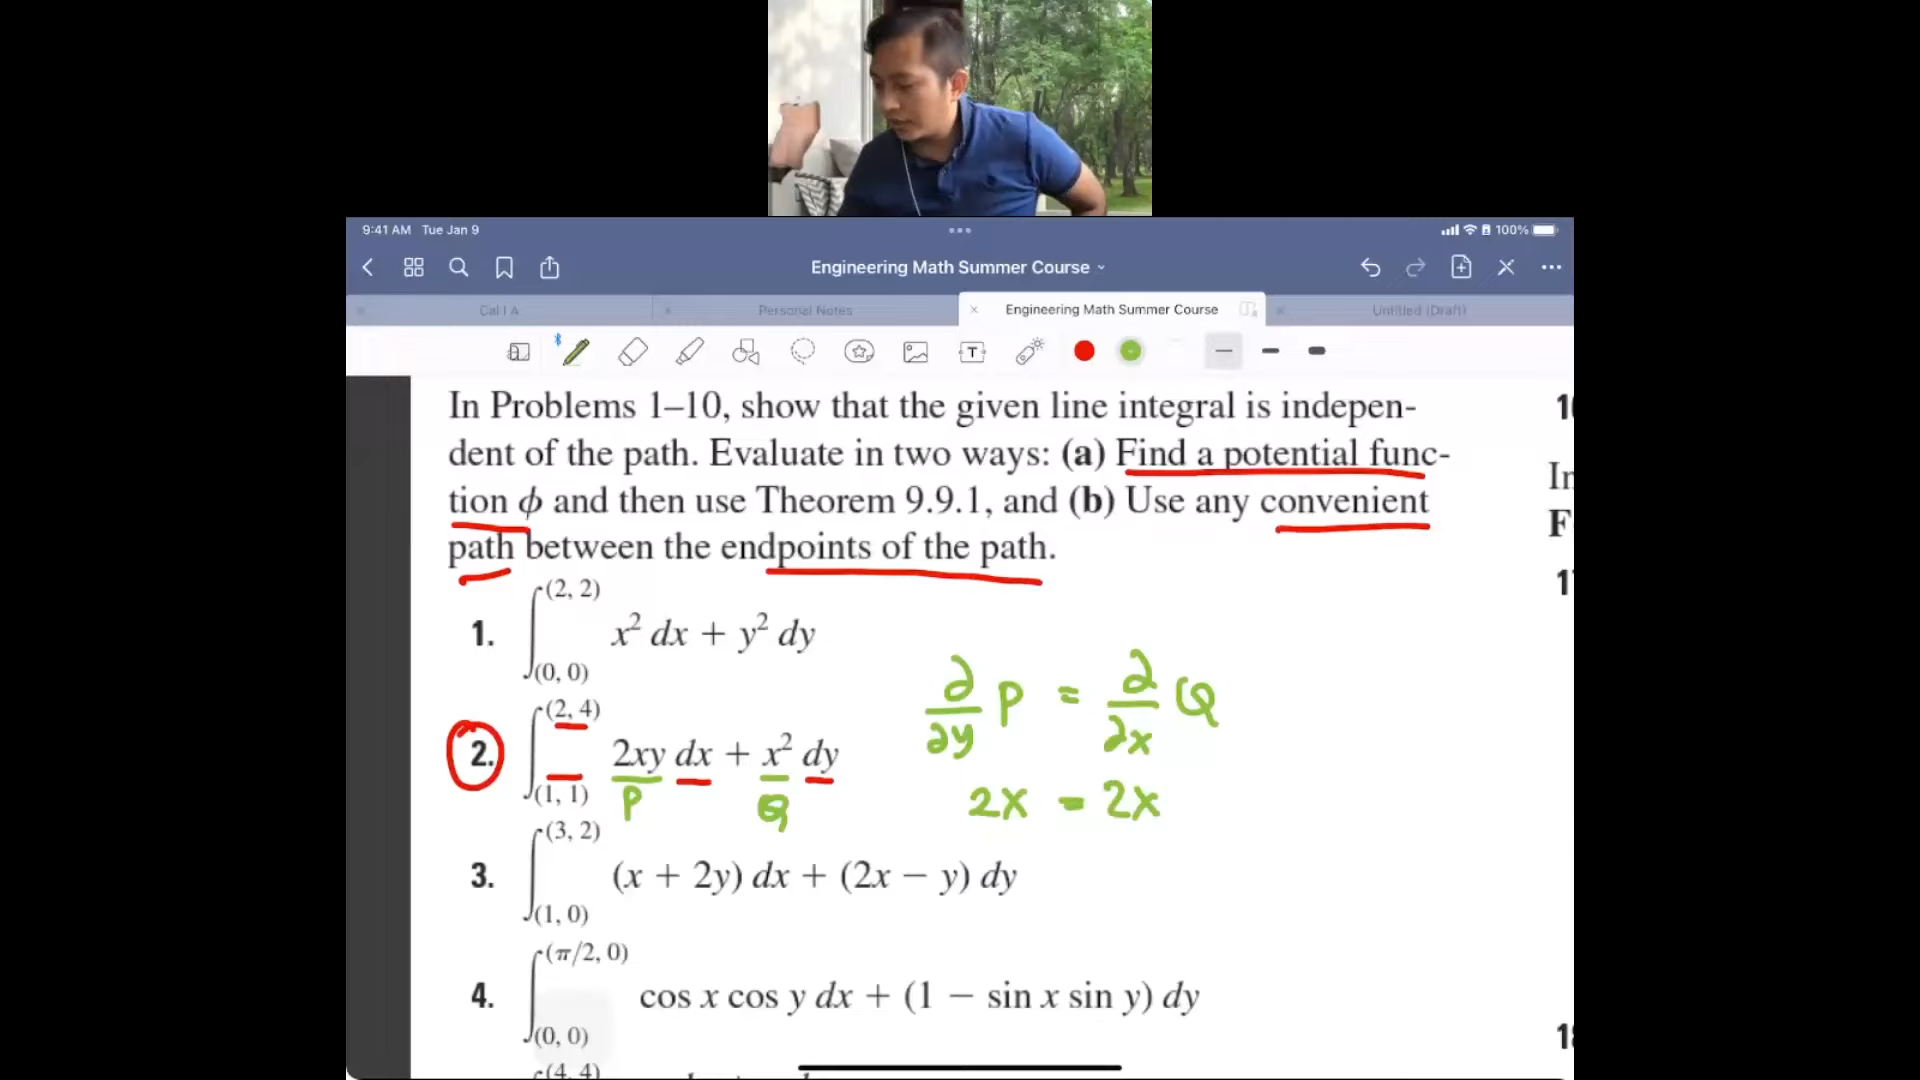 9:41 AM Tue Jan 9
100%
Engineering Math Summer Course
Cal I A
Personal Notes
Engineering Math Summer Course
Untitled (Draft)
In Problems 1–10, show that the given line integral is indepen-
dent of the path. Evaluate in two ways: (a) Find a potential func-
tion ϕ and then use Theorem 9.9.1, and (b) Use any convenient
path between the endpoints of the path.
1. ∫_(0, 0)^(2, 2) x² dx + y² dy
2. ∫_(1, 1)^(2, 4) 2xy dx + x² dy
P Q
∂/∂y P = ∂/∂x Q
2x = 2x
3. ∫_(1, 0)^(3, 2) (x + 2y) dx + (2x − y) dy
4. ∫_(0, 0)^(π/2, 0) cos x cos y dx + (1 − sin x sin y) dy
(4, 4)